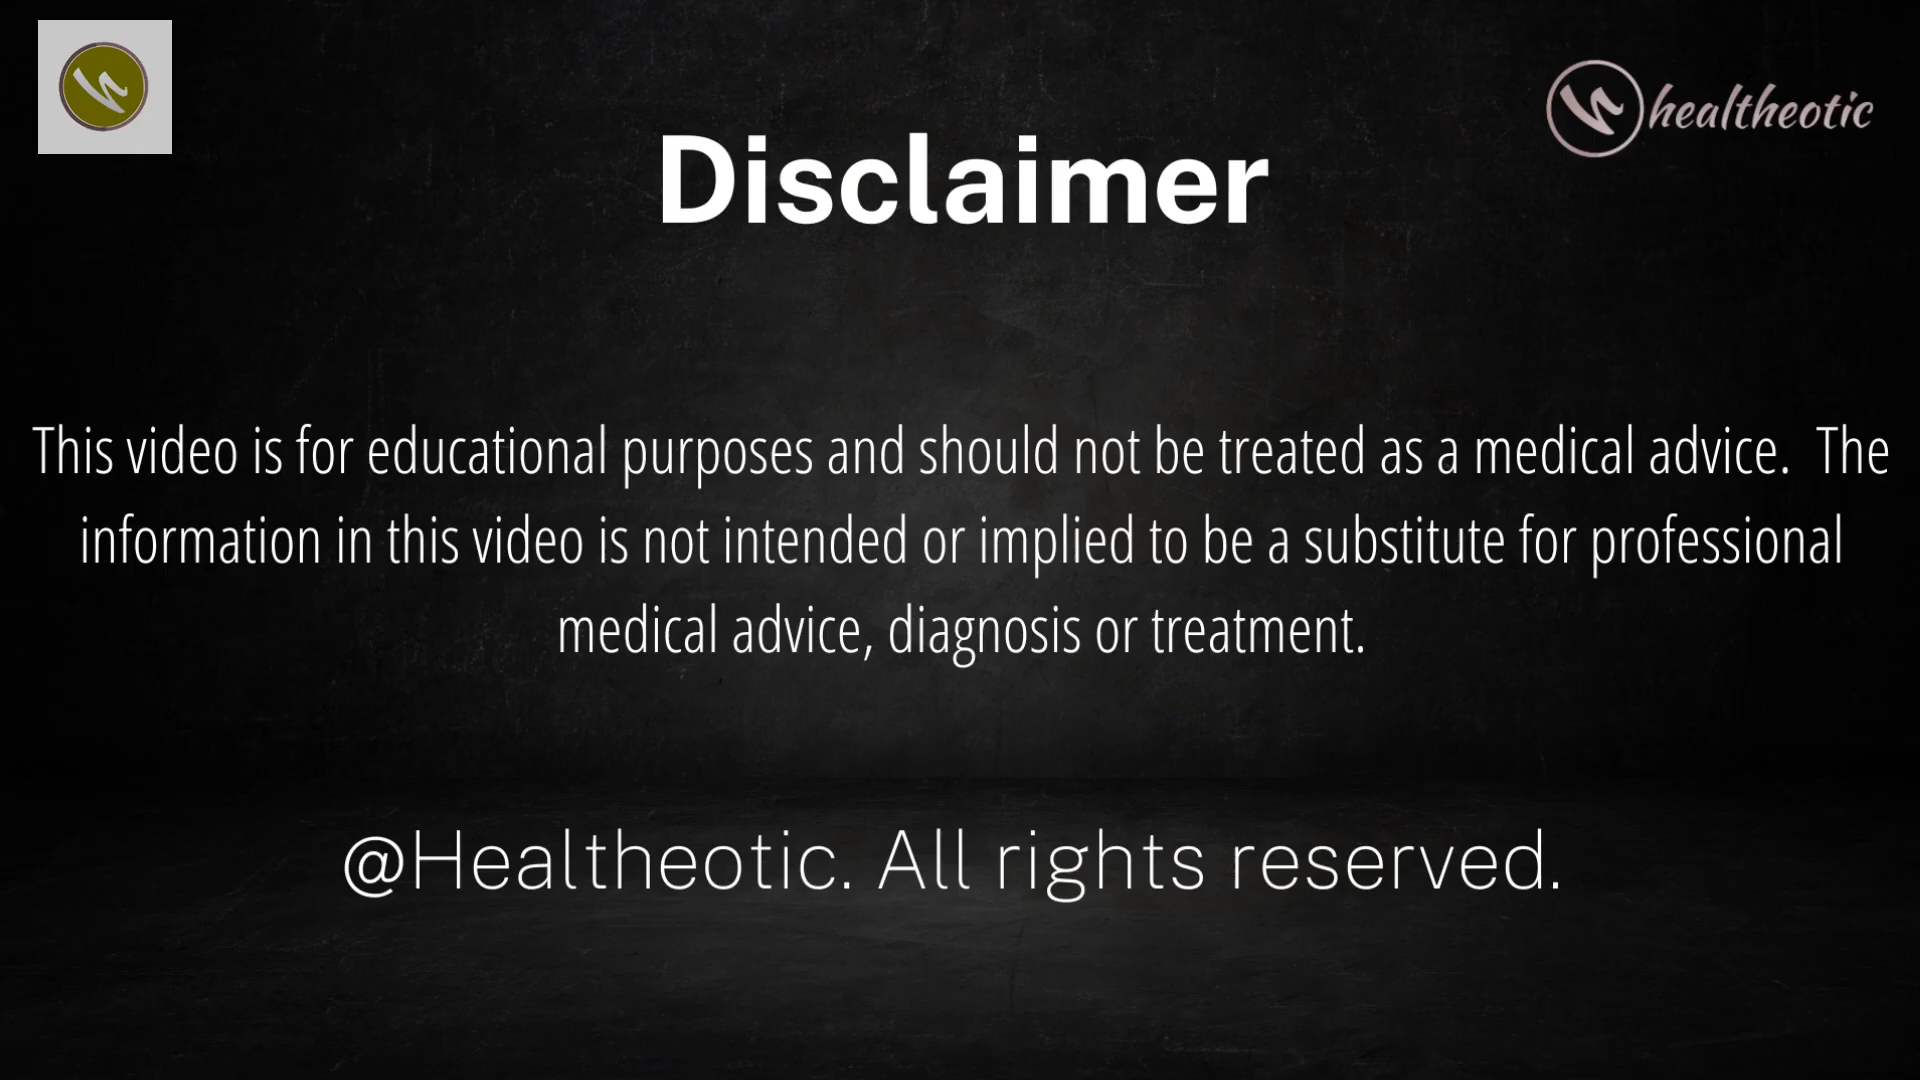 healtheotic
Disclaimer
This video is for educational purposes and should not be treated as a medical advice.  The
information in this video is not intended or implied to be a substitute for professional
medical advice, diagnosis or treatment.
@Healtheotic. All rights reserved.